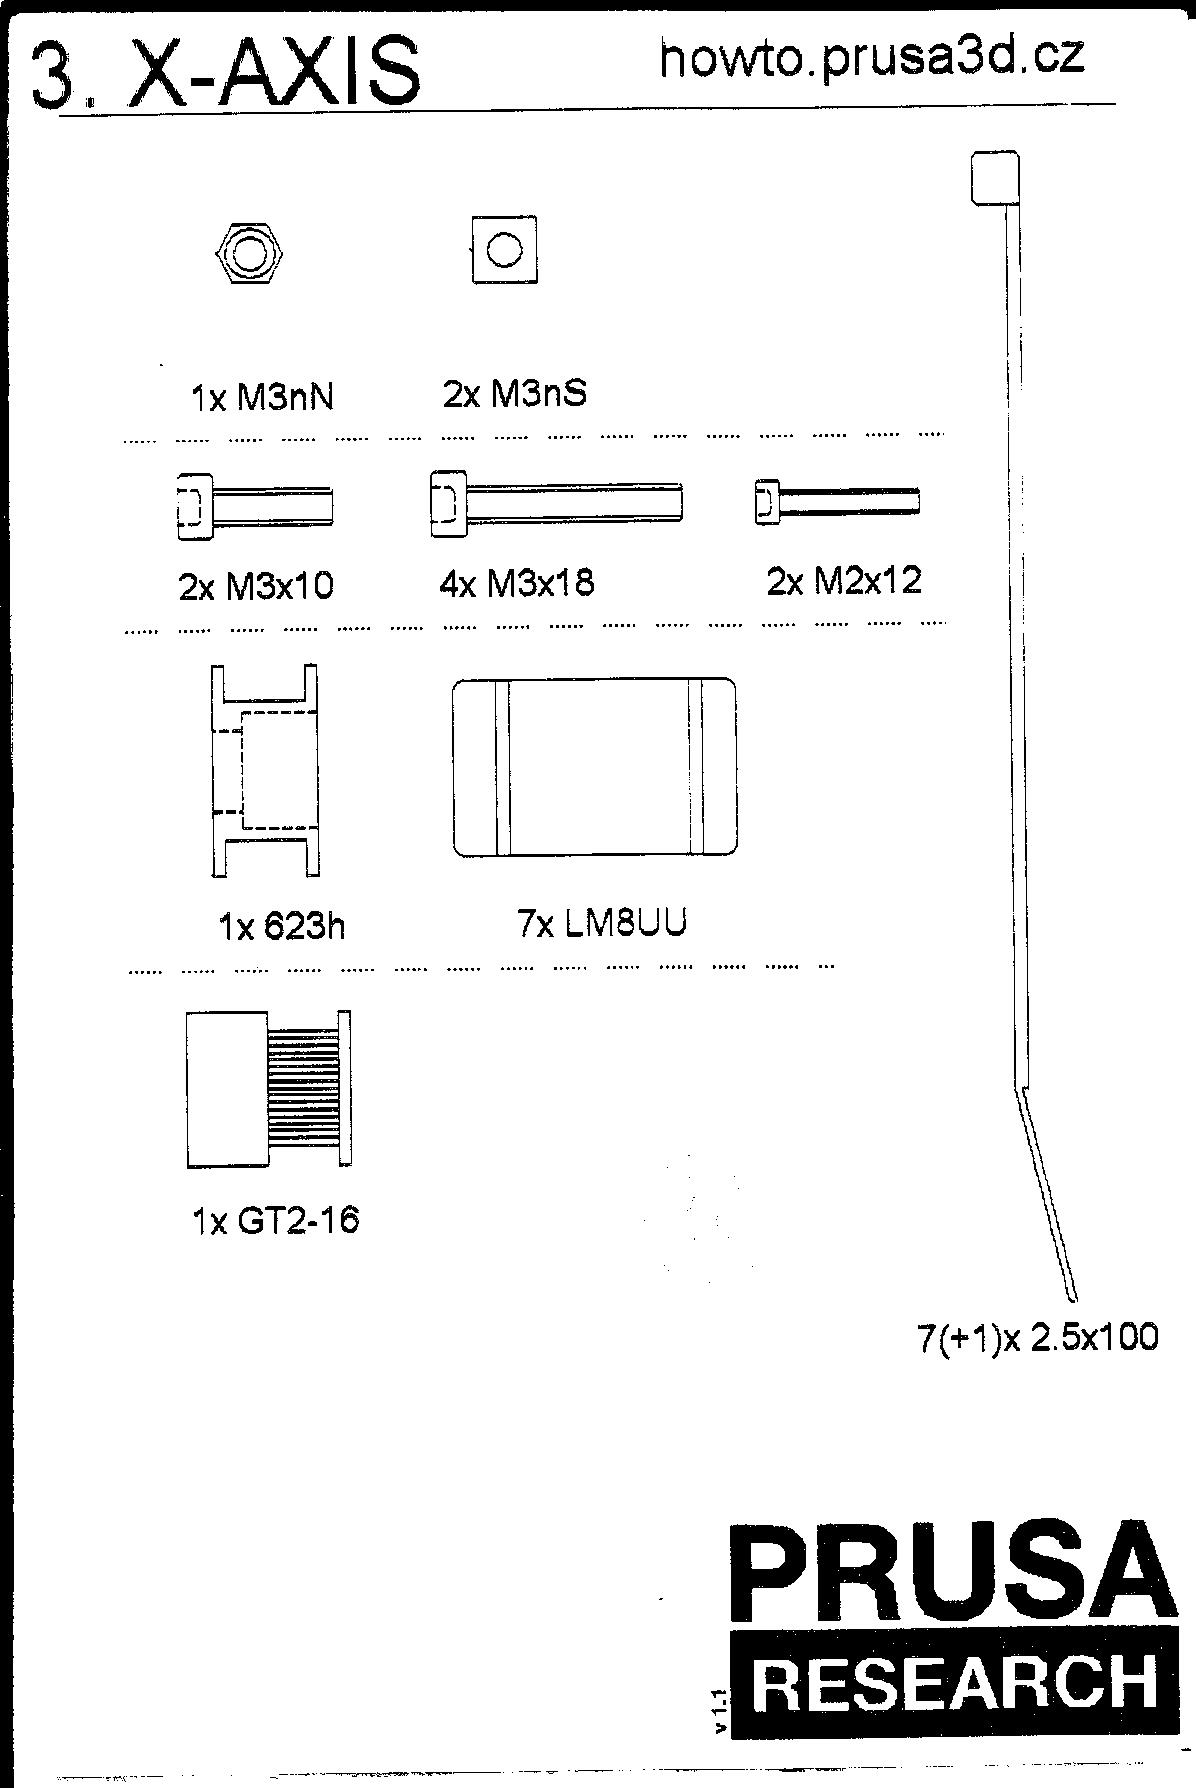 3. X-AXIS
howto.prusa3d.cz
1x M3nN
2x M3nS
2x M3x10
4x M3x18
2x M2x12
1x 623h
7x LM8UU
1x GT2-16
7(+1)x 2.5x100
PRUSA
RESEARCH
v 1.1